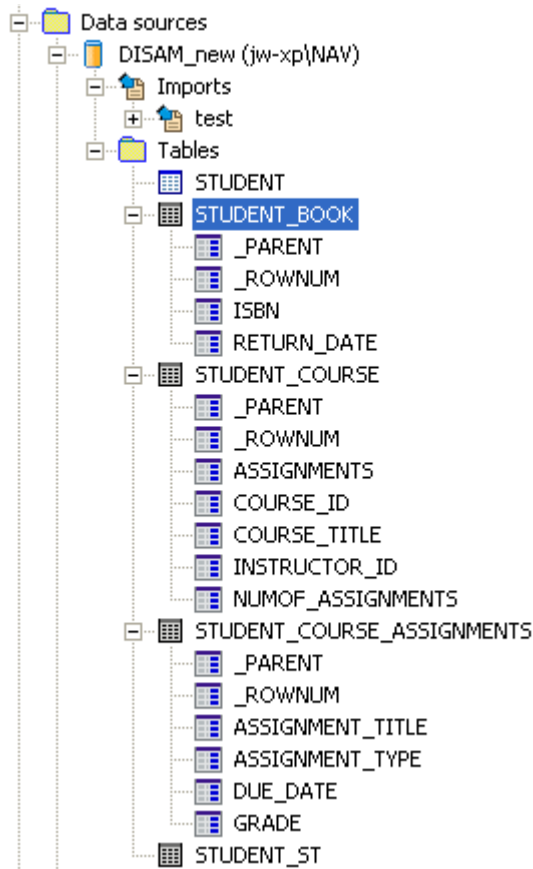 Data sources
DISAM_new (jw-xp\NAV)
Imports
test
Tables
STUDENT
STUDENT_BOOK
_PARENT
_ROWNUM
ISBN
RETURN_DATE
STUDENT_COURSE
_PARENT
_ROWNUM
ASSIGNMENTS
COURSE_ID
COURSE_TITLE
INSTRUCTOR_ID
NUMOF_ASSIGNMENTS
STUDENT_COURSE_ASSIGNMENTS
_PARENT
_ROWNUM
ASSIGNMENT_TITLE
ASSIGNMENT_TYPE
DUE_DATE
GRADE
STUDENT_ST